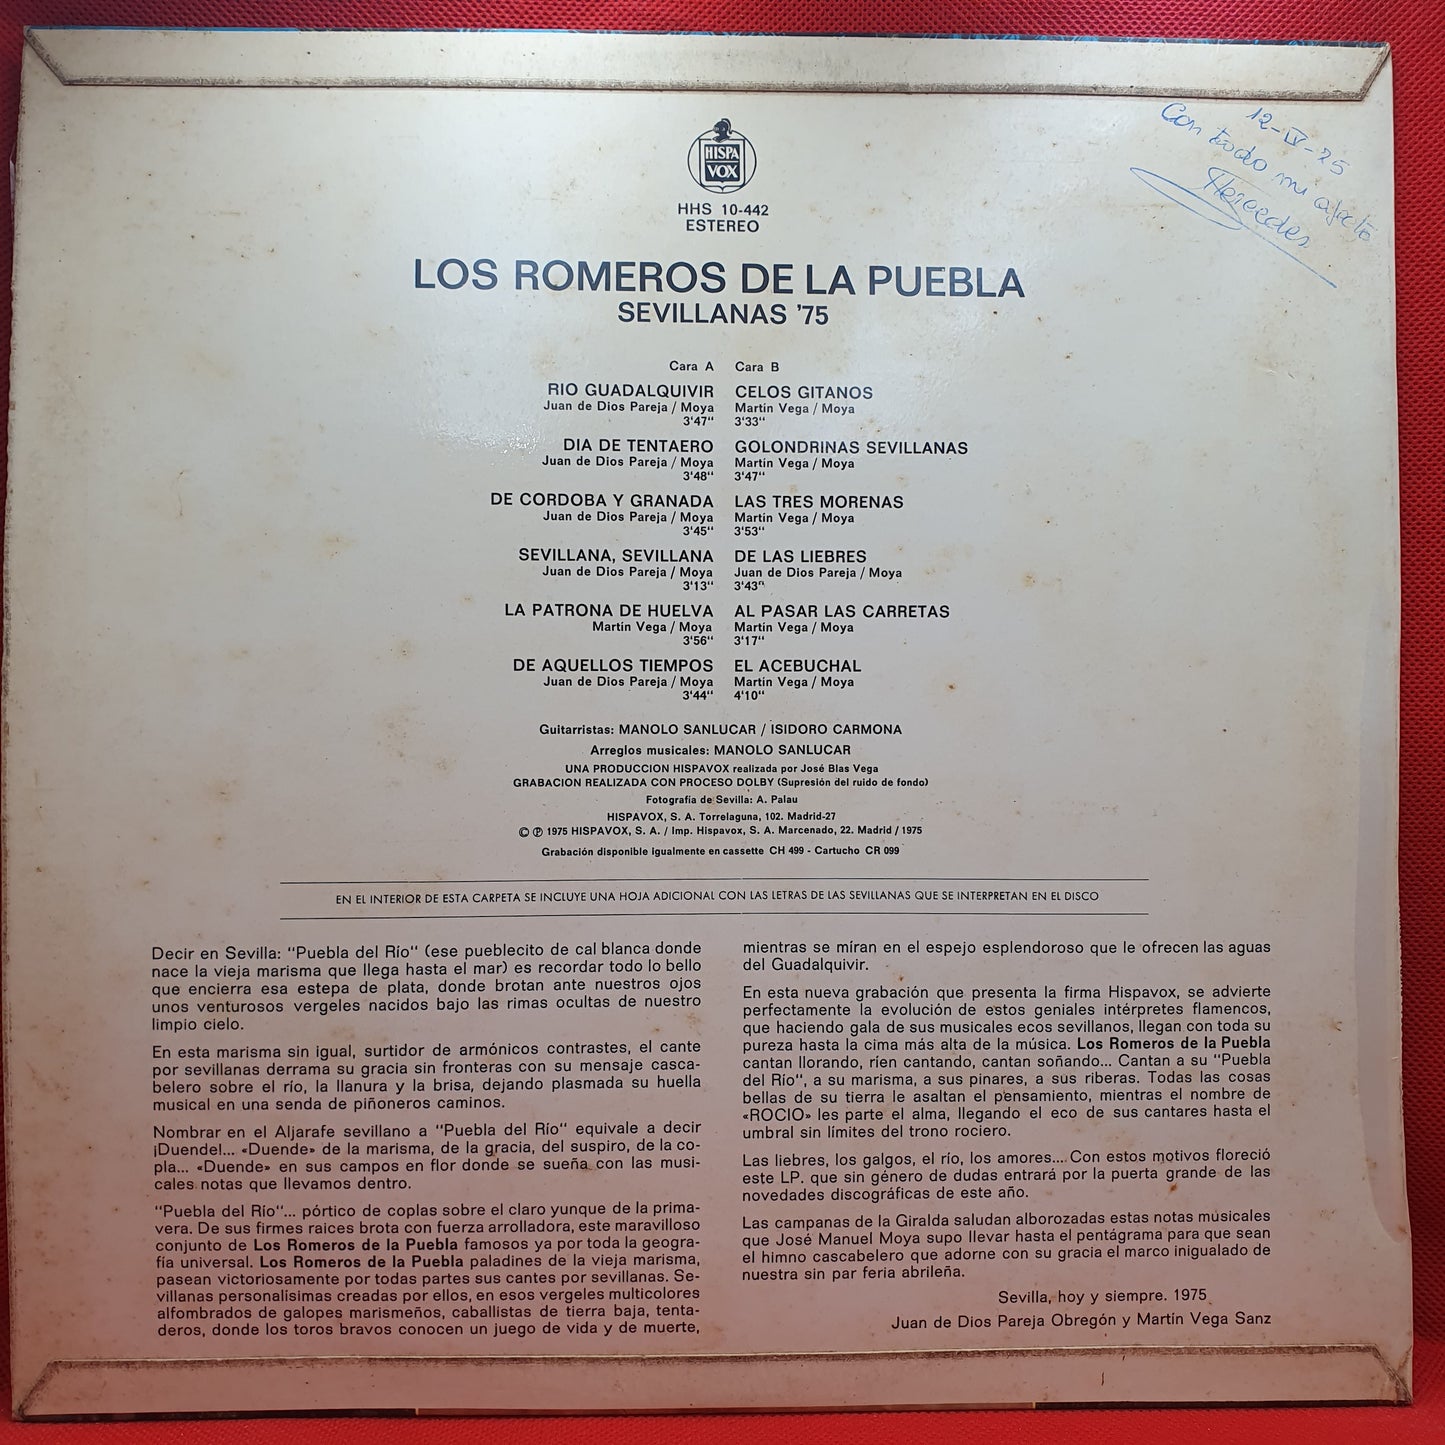 12-IV-75
Con todo mi afecto
Mercedes
HISPA
VOX
HHS 10-442
ESTEREO
LOS ROMEROS DE LA PUEBLA
SEVILLANAS '75
Cara A
RIO GUADALQUIVIR
Juan de Dios Pareja / Moya
3'47"
DIA DE TENTAERO
Juan de Dios Pareja / Moya
3'48"
DE CORDOBA Y GRANADA
Juan de Dios Pareja / Moya
3'45"
SEVILLANA, SEVILLANA
Juan de Dios Pareja / Moya
3'13"
LA PATRONA DE HUELVA
Martín Vega / Moya
3'56"
DE AQUELLOS TIEMPOS
Juan de Dios Pareja / Moya
3'44"
Cara B
CELOS GITANOS
Martín Vega / Moya
3'33"
GOLONDRINAS SEVILLANAS
Martín Vega / Moya
3'47"
LAS TRES MORENAS
Martín Vega / Moya
3'53"
DE LAS LIEBRES
Juan de Dios Pareja / Moya
3'43"
AL PASAR LAS CARRETAS
Martín Vega / Moya
3'17"
EL ACEBUCHAL
Martín Vega / Moya
4'10"
Guitarristas: MANOLO SANLUCAR / ISIDORO CARMONA
Arreglos musicales: MANOLO SANLUCAR
UNA PRODUCCION HISPAVOX realizada por José Blas Vega
GRABACION REALIZADA CON PROCESO DOLBY (Supresión del ruido de fondo)
Fotografía de Sevilla: A. Palau
HISPAVOX, S. A. Torrelaguna, 102. Madrid-27
© ℗ 1975 HISPAVOX, S. A. / Imp. Hispavox, S. A. Marcenado, 22. Madrid / 1975
Grabación disponible igualmente en cassette CH 499 - Cartucho CR 099
EN EL INTERIOR DE ESTA CARPETA SE INCLUYE UNA HOJA ADICIONAL CON LAS LETRAS DE LAS SEVILLANAS QUE SE INTERPRETAN EN EL DISCO
Decir en Sevilla: "Puebla del Río" (ese pueblecito de cal blanca donde
nace la vieja marisma que llega hasta el mar) es recordar todo lo bello
que encierra esa estepa de plata, donde brotan ante nuestros ojos
unos venturosos vergeles nacidos bajo las rimas ocultas de nuestro
limpio cielo.
En esta marisma sin igual, surtidor de armónicos contrastes, el cante
por sevillanas derrama su gracia sin fronteras con su mensaje casca-
belero sobre el río, la llanura y la brisa, dejando plasmada su huella
musical en una senda de piñoneros caminos.
Nombrar en el Aljarafe sevillano a "Puebla del Río" equivale a decir
¡Duende!... «Duende» de la marisma, de la gracia, del suspiro, de la co-
pla... «Duende» en sus campos en flor donde se sueña con las musi-
cales notas que llevamos dentro.
"Puebla del Río"... pórtico de coplas sobre el claro yunque de la prima-
vera. De sus firmes raices brota con fuerza arrolladora, este maravilloso
conjunto de Los Romeros de la Puebla famosos ya por toda la geogra-
fía universal. Los Romeros de la Puebla paladines de la vieja marisma,
pasean victoriosamente por todas partes sus cantes por sevillanas. Se-
villanas personalísimas creadas por ellos, en esos vergeles multicolores
alfombrados de galopes marismeños, caballistas de tierra baja, tenta-
deros, donde los toros bravos conocen un juego de vida y de muerte,
mientras se míran en el espejo esplendoroso que le ofrecen las aguas
del Guadalquivir.
En esta nueva grabación que presenta la firma Hispavox, se advierte
perfectamente la evolución de estos geniales intérpretes flamencos,
que haciendo gala de sus musicales ecos sevillanos, llegan con toda su
pureza hasta la cima más alta de la música. Los Romeros de la Puebla
cantan llorando, ríen cantando, cantan soñando... Cantan a su "Puebla
del Río", a su marisma, a sus pinares, a sus riberas. Todas las cosas
bellas de su tierra le asaltan el pensamiento, mientras el nombre de
«ROCIO» les parte el alma, llegando el eco de sus cantares hasta el
umbral sin límites del trono rociero.
Las liebres, los galgos, el río, los amores... Con estos motivos floreció
este LP. que sin género de dudas entrará por la puerta grande de las
novedades discográficas de este año.
Las campanas de la Giralda saludan alborozadas estas notas musicales
que José Manuel Moya supo llevar hasta el pentágrama para que sean
el himno cascabelero que adorne con su gracia el marco inigualado de
nuestra sin par feria abrileña.
Sevilla, hoy y siempre. 1975
Juan de Dios Pareja Obregón y Martín Vega Sanz